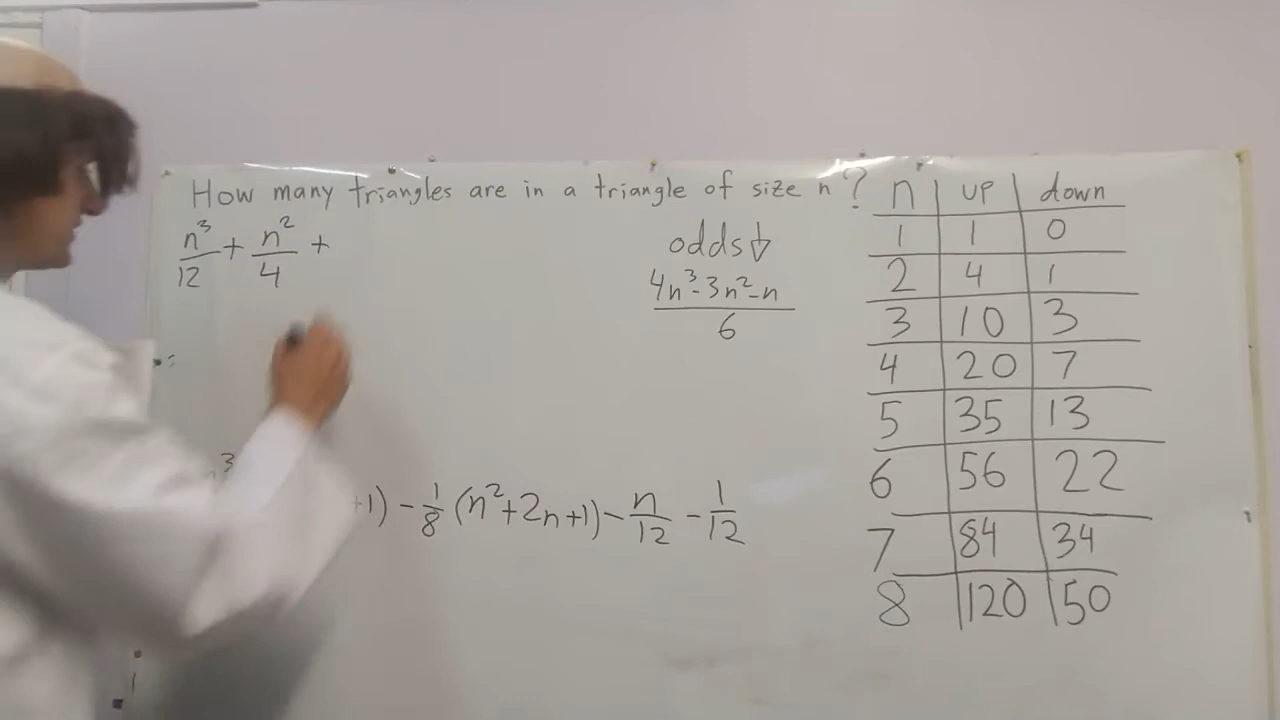 How many triangles are in a triangle of size n?
n³/12 + n²/4 +
odds↓
(4n³-3n²-n)/6
+1) - 1/8 (n²+2n+1) - n/12 - 1/12
n | up | down
1 | 1 | 0
2 | 4 | 1
3 | 10 | 3
4 | 20 | 7
5 | 35 | 13
6 | 56 | 22
7 | 84 | 34
8 | 120 | 50